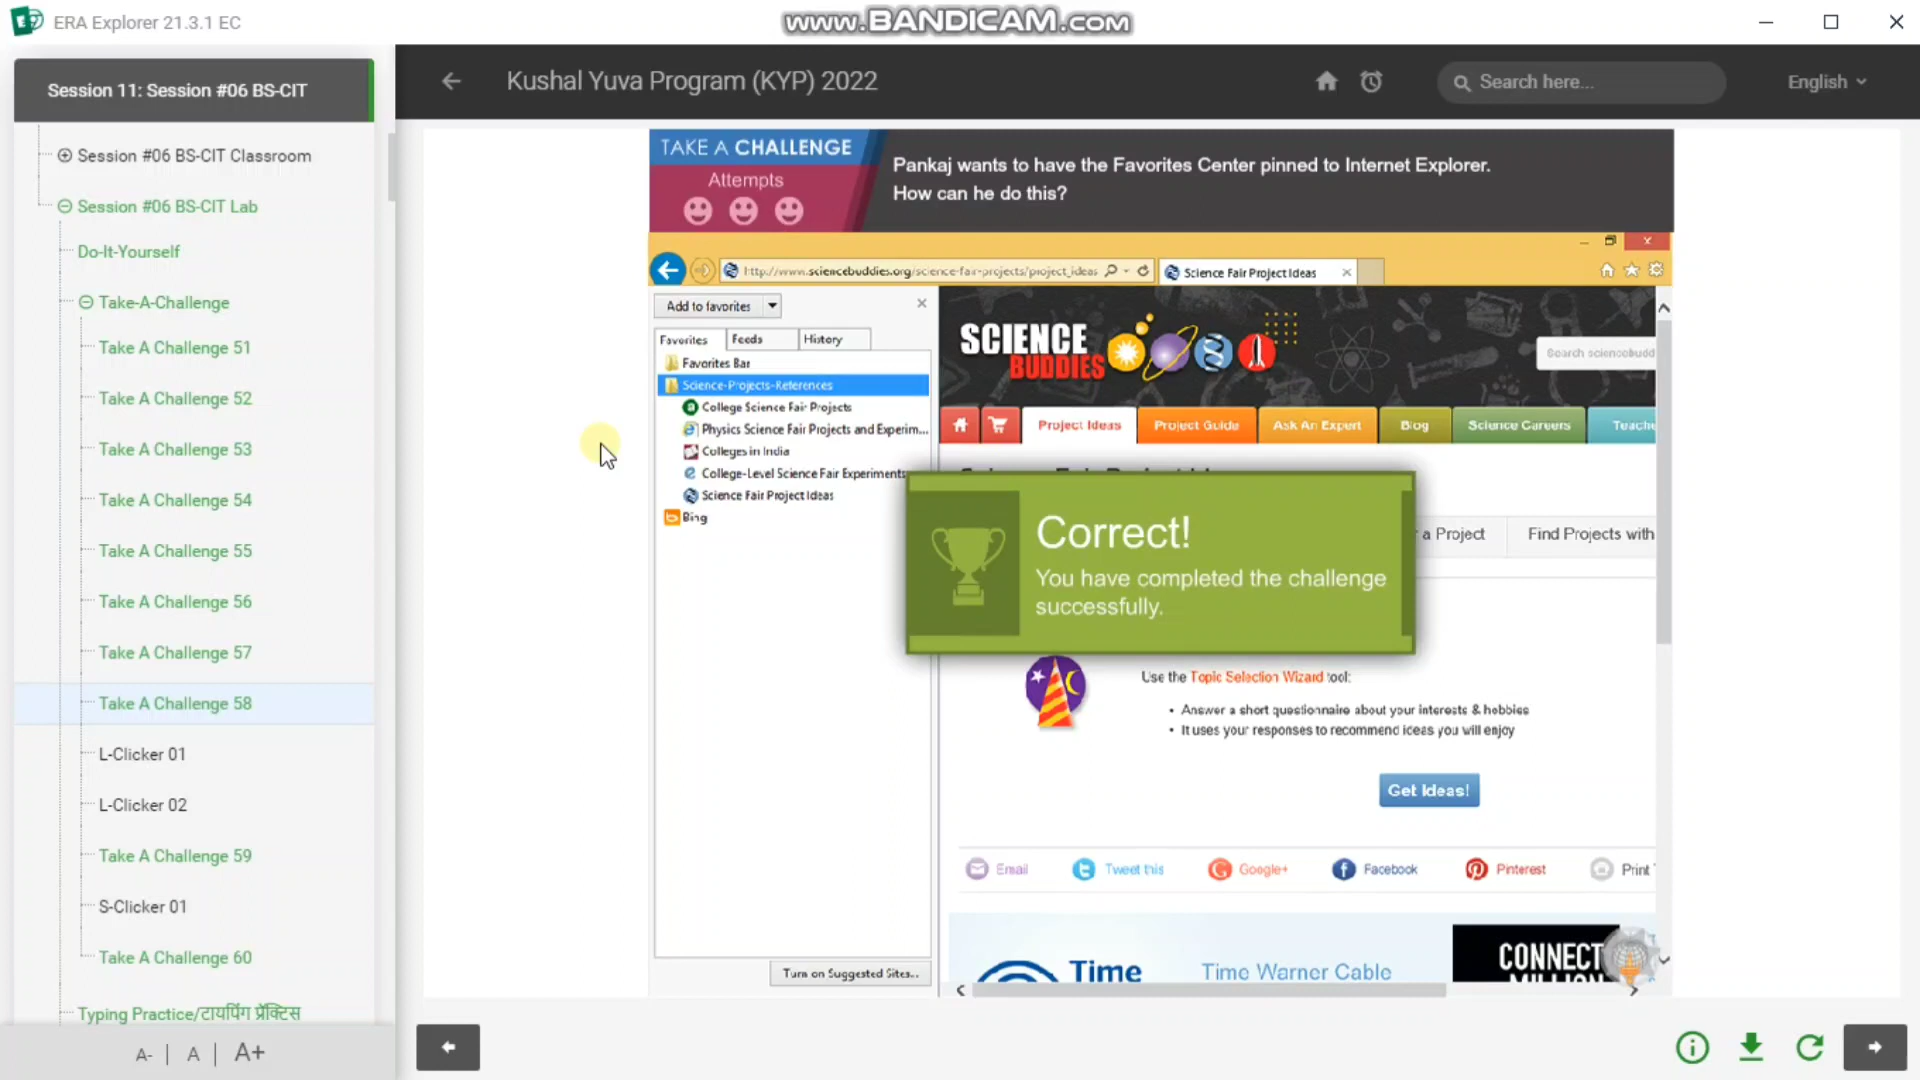 ERA Explorer 21.3.1 EC
www.BANDICAM.com
Session 11: Session #06 BS-CIT
Kushal Yuva Program (KYP) 2022
Search here...
English
Session #06 BS-CIT Classroom
Session #06 BS-CIT Lab
Do-It-Yourself
Take-A-Challenge
Take A Challenge 51
Take A Challenge 52
Take A Challenge 53
Take A Challenge 54
Take A Challenge 55
Take A Challenge 56
Take A Challenge 57
Take A Challenge 58
L-Clicker 01
L-Clicker 02
Take A Challenge 59
S-Clicker 01
Take A Challenge 60
Typing Practice/टायपिंग प्रॅक्टिस
A- | A | A+
TAKE A CHALLENGE
Attempts
Pankaj wants to have the Favorites Center pinned to Internet Explorer.
How can he do this?
http://www.sciencebuddies.org/science-fair-projects/project_ideas
Science Fair Project Ideas
Add to favorites
Favorites
Feeds
History
Favorites Bar
Science-Projects-References
College Science Fair Projects
Physics Science Fair Projects and Experim...
Colleges in India
College-Level Science Fair Experiments
Science Fair Project Ideas
Bing
Turn on Suggested Sites...
SCIENCE
BUDDIES
Search sciencebudd
Project Ideas
Project Guide
Ask An Expert
Blog
Science Careers
Teache
a Project
Find Projects with
Correct!
You have completed the challenge
successfully.
Use the Topic Selection Wizard tool:
• Answer a short questionnaire about your interests & hobbies
• It uses your responses to recommend ideas you will enjoy
Get Ideas!
Email
Tweet this
Google+
Facebook
Pinterest
Print
Time
Time Warner Cable
CONNECT